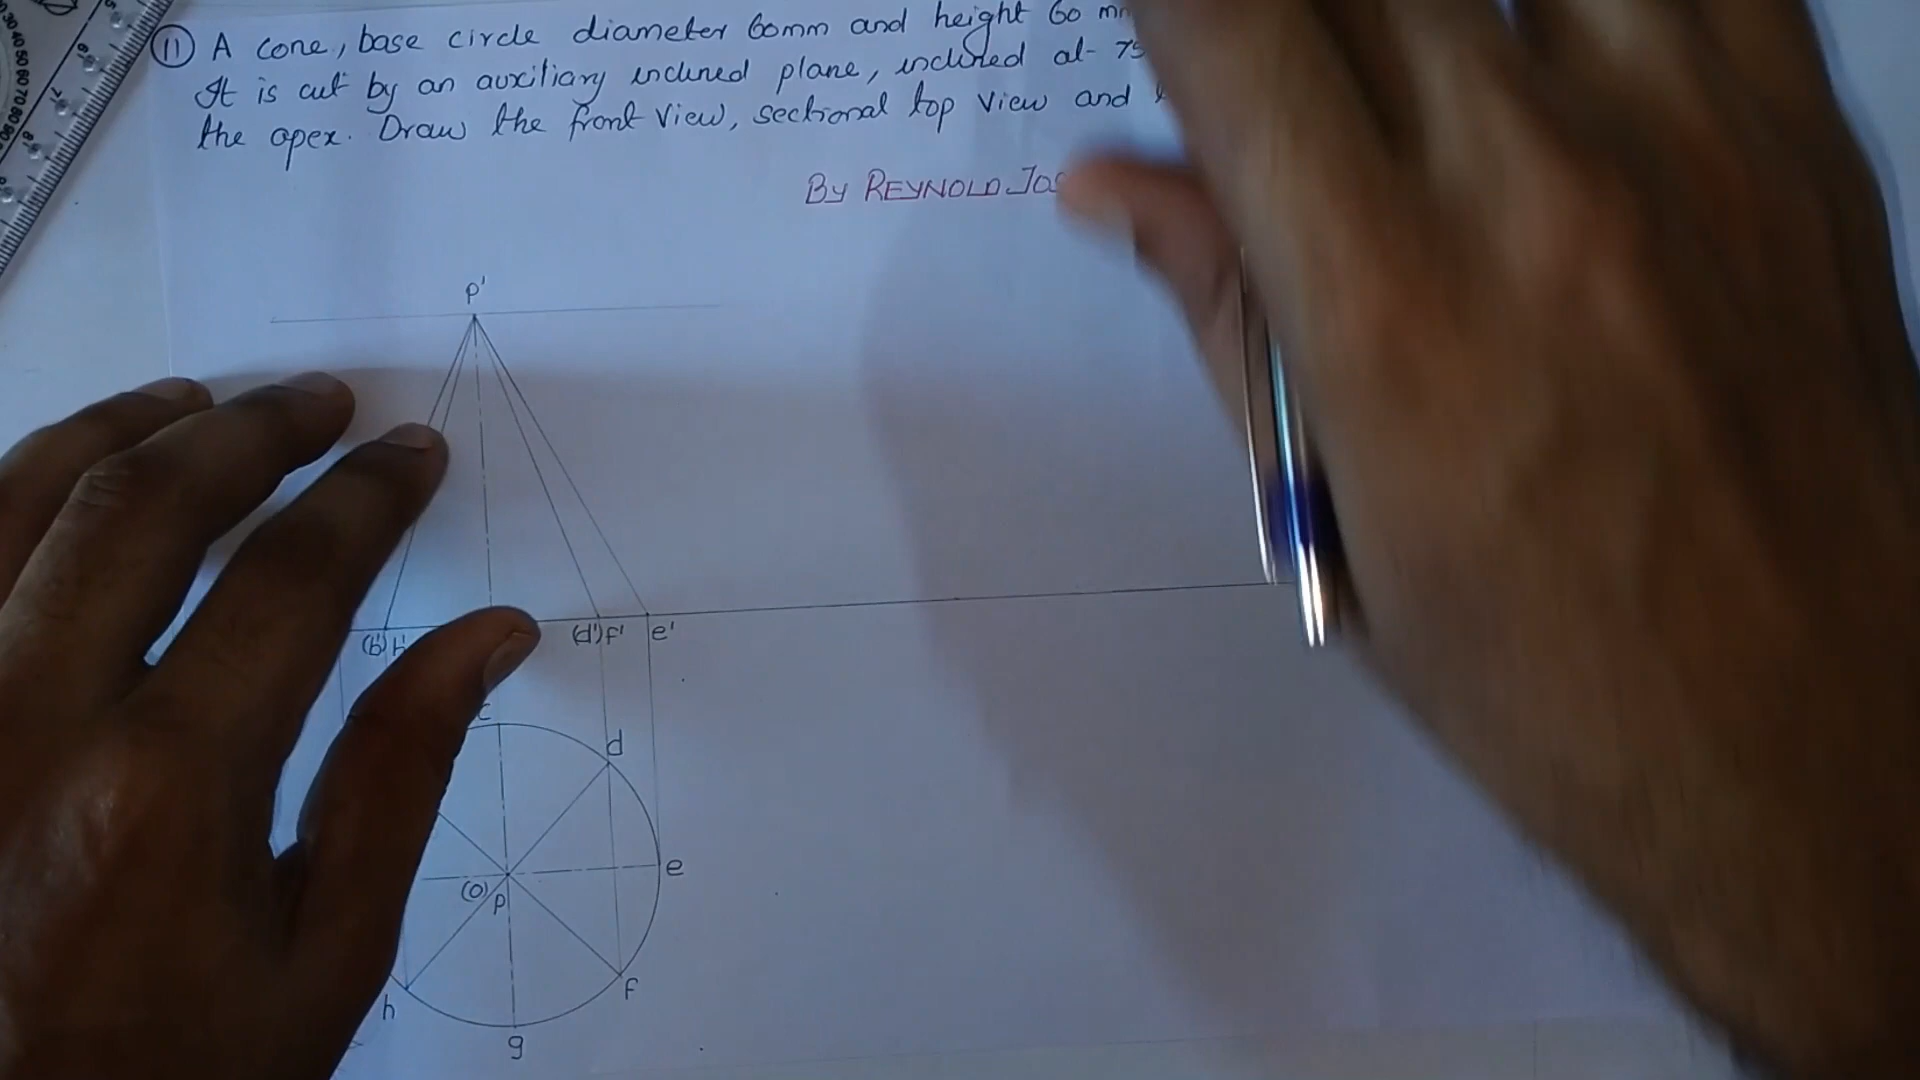 11 A cone, base circle diameter 60mm and height 60
It is cut by an auxiliary inclined plane, inclined at 75
the apex. Draw the front view, sectional top view and
By REYNOLD
p'
(b') h' (d')f' e'
c
d
e
(o) p
f
h
g